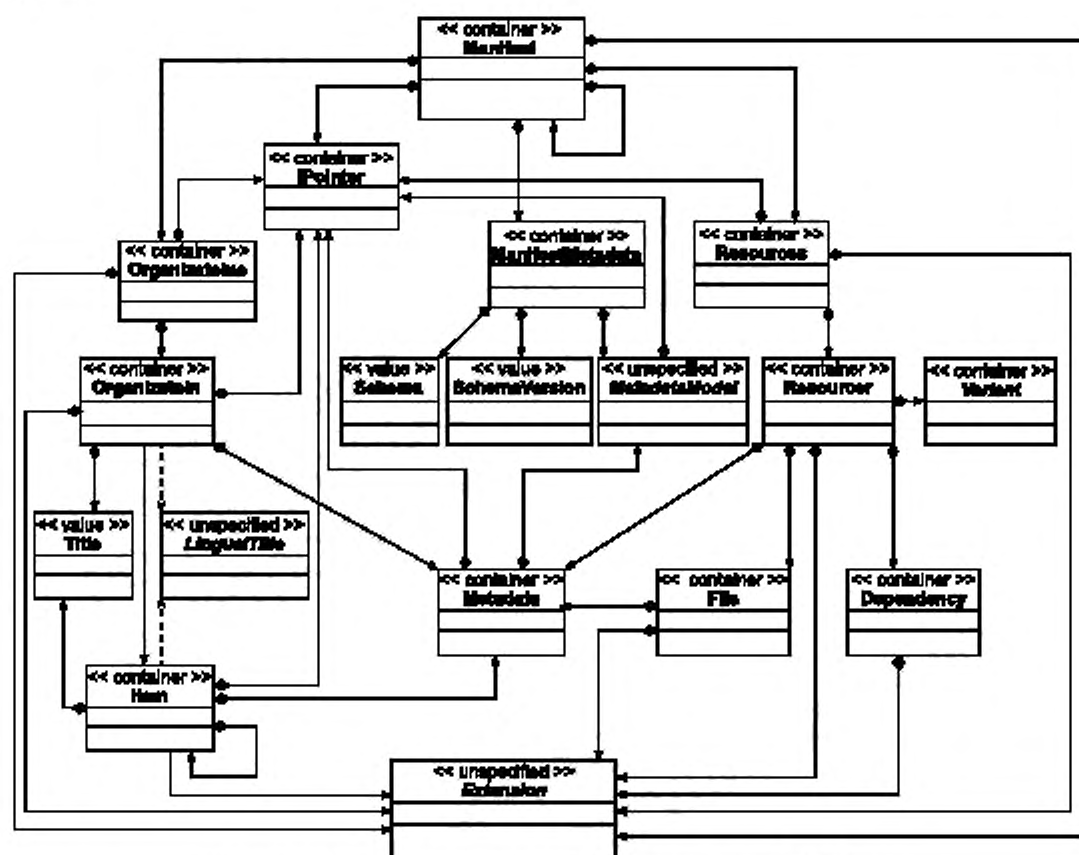 << container >>
Manifest
<< container >>
IPointer
<< container >>
Organizations
<< container >>
ManifestMetadata
<< container >>
Resources
<< container >>
Organization
<< value >>
Schema
<< value >>
SchemaVersion
<< unspecified >>
MetadataModel
<< container >>
Resource
<< container >>
Variant
<< value >>
Title
<< unspecified >>
<< container >>
Metadata
<< container >>
File
<< container >>
Dependency
<< container >>
Item
<< unspecified >>
Extension